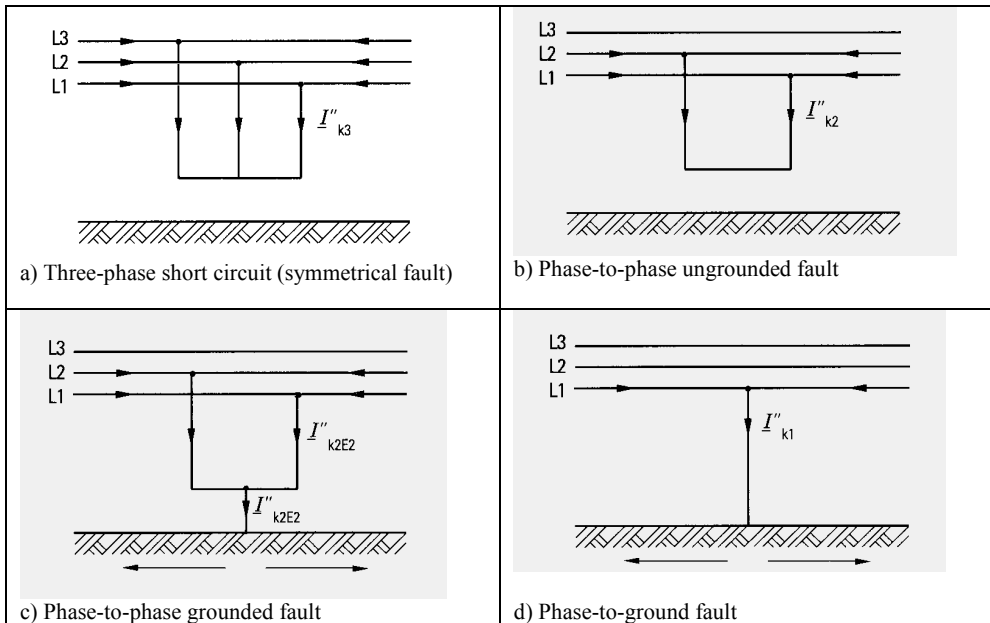 L3
L2
L1
I"k3
a) Three-phase short circuit (symmetrical fault)
L3
L2
L1
I"k2
b) Phase-to-phase ungrounded fault
L3
L2
L1
I"k2E2
I"k2E2
c) Phase-to-phase grounded fault
L3
L2
L1
I"k1
d) Phase-to-ground fault